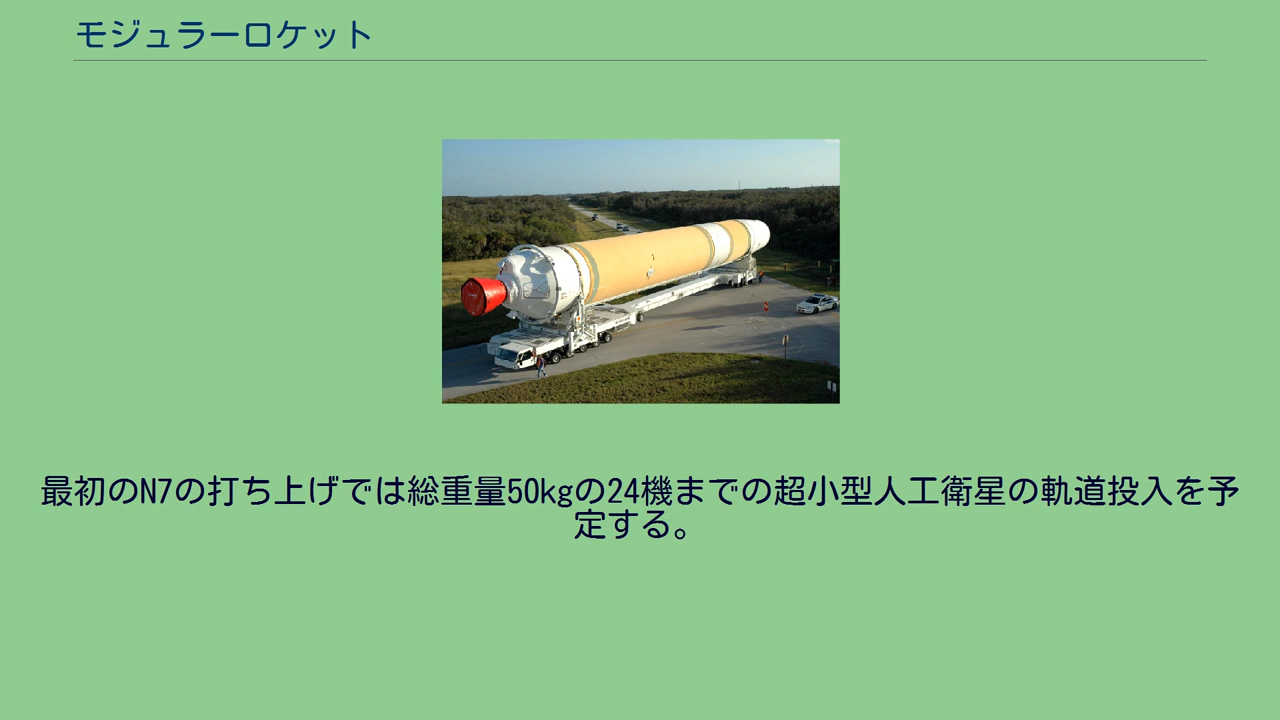 モジュラーロケット
最初のN7の打ち上げでは総重量50kgの24機までの超小型人工衛星の軌道投入を予
定する。